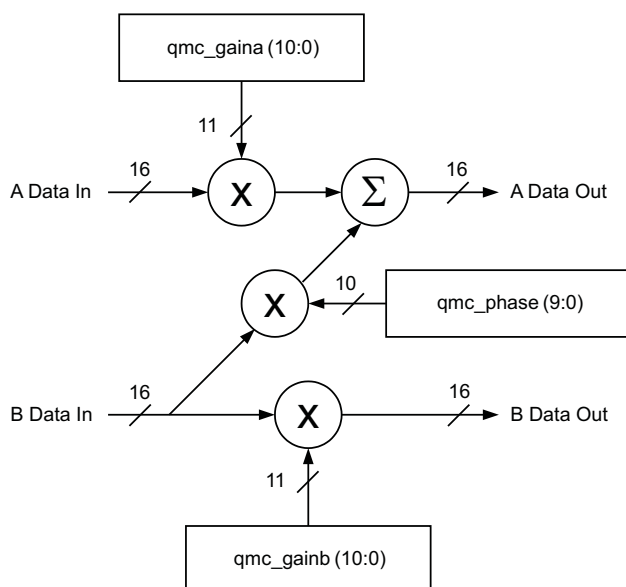 qmc_gaina (10:0)
11
16
16
A Data In
X
Σ
A Data Out
10
X
qmc_phase (9:0)
16
16
B Data In
X
B Data Out
11
qmc_gainb (10:0)